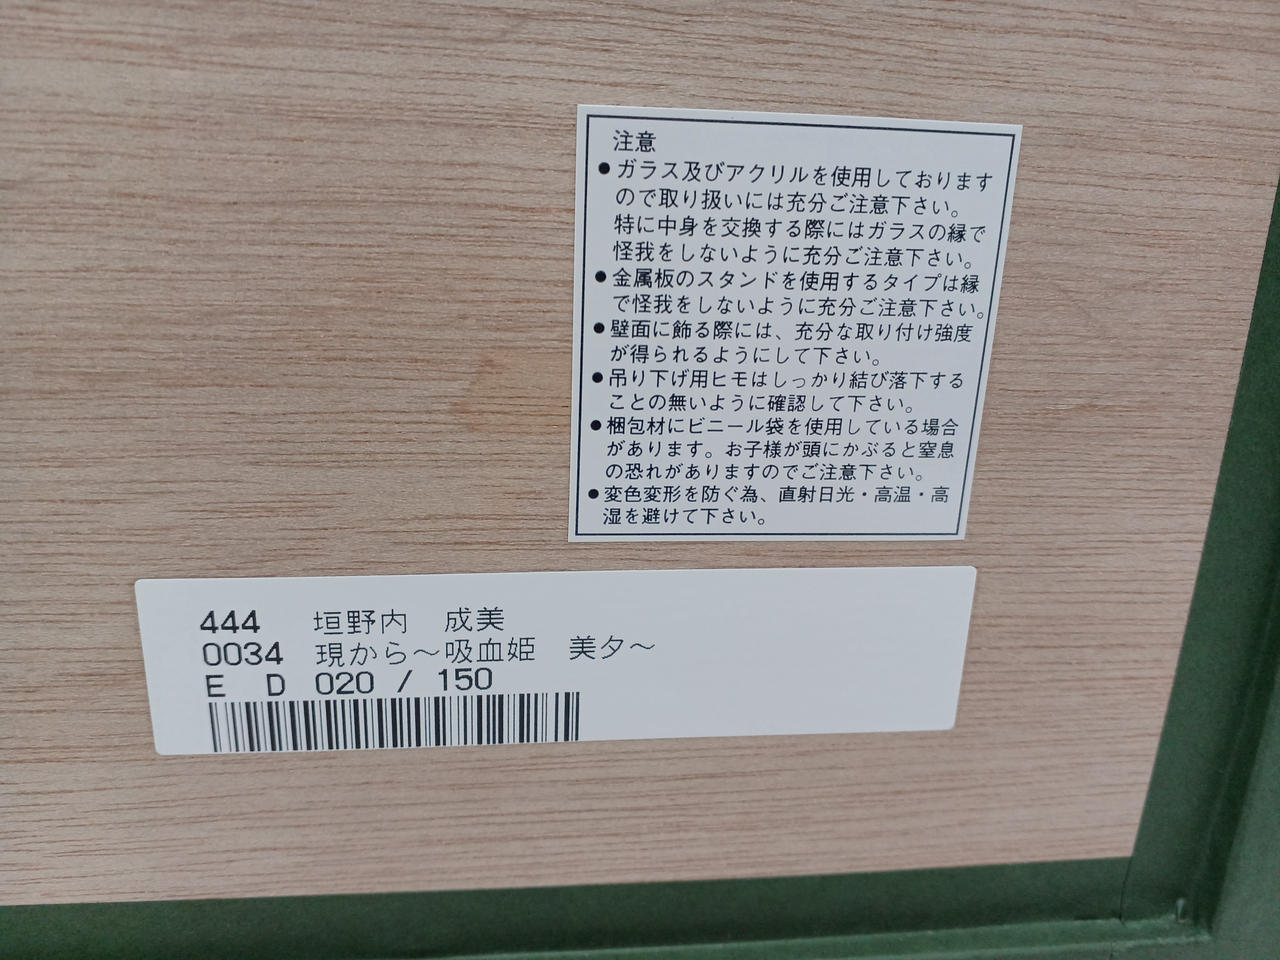 注意
●ガラス及びアクリルを使用しております
ので取り扱いには充分ご注意下さい。
特に中身を交換する際にはガラスの縁で
怪我をしないように充分ご注意下さい。
●金属板のスタンドを使用するタイプは縁
で怪我をしないように充分ご注意下さい。
●壁面に飾る際には、充分な取り付け強度
が得られるようにして下さい。
●吊り下げ用ヒモはしっかり結び落下する
ことの無いように確認して下さい。
●梱包材にビニール袋を使用している場合
があります。お子様が頭にかぶると窒息
の恐れがありますのでご注意下さい。
●変色変形を防ぐ為、直射日光・高温・高
湿を避けて下さい。
444 垣野内 成美
0034 現から～吸血姫 美夕～
E D 020 / 150